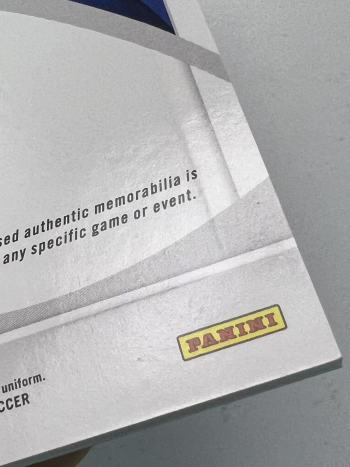 sed authentic memorabilia is
any specific game or event.
PANINI
uniform.
CCER